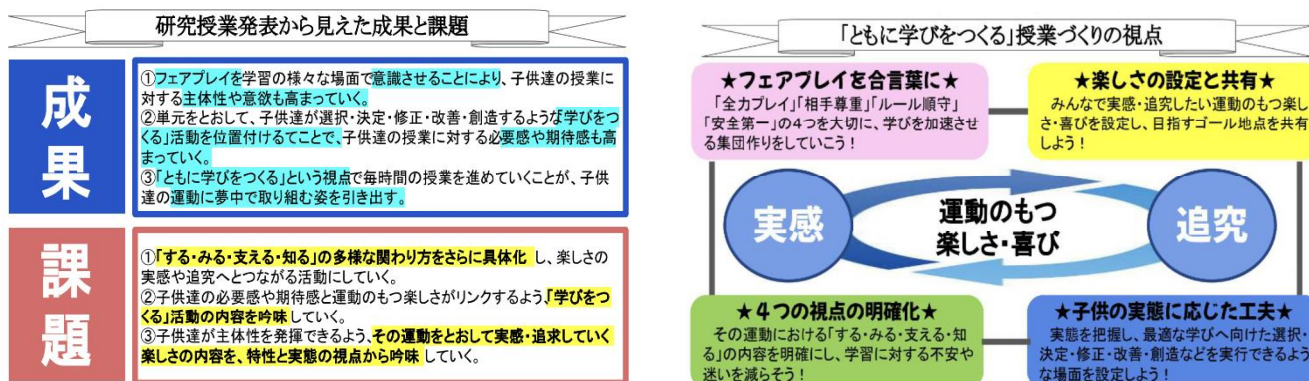 研究授業発表から見えた成果と課題
成果
①フェアプレイを学習の様々な場面で意識させることにより、子供達の授業に
対する主体性や意欲も高まっていく。
②単元をとおして、子供達が選択・決定・修正・改善・創造するような「学びをつ
くる」活動を位置付けるてことで、子供達の授業に対する必要感や期待感も高
まっていく。
③「ともに学びをつくる」という視点で毎時間の授業を進めていくことが、子供
達の運動に夢中で取り組む姿を引き出す。
課題
①「する・みる・支える・知る」の多様な関わり方をさらに具体化し、楽しさの
実感や追究へとつながる活動にしていく。
②子供達の必要感や期待感と運動のもつ楽しさがリンクするよう、「学びをつ
くる」活動の内容を吟味していく。
③子供達が主体性を発揮できるよう、その運動をとおして実感・追求していく
楽しさの内容を、特性と実態の視点から吟味していく。
「ともに学びをつくる」授業づくりの視点
★フェアプレイを合言葉に★
「全力プレイ」「相手尊重」「ルール順守」
「安全第一」の4つを大切に、学びを加速させ
る集団作りをしていこう！
★楽しさの設定と共有★
みんなで実感・追究したい運動のもつ楽し
さ・喜びを設定し、目指すゴール地点を共有
しよう！
実感
運動のもつ
楽しさ・喜び
追究
★４つの視点の明確化★
その運動における「する・みる・支える・知
る」の内容を明確にし、学習に対する不安や
迷いを減らそう！
★子供の実態に応じた工夫★
実態を把握し、最適な学びへ向けた選択・
決定・修正・改善・創造などを実行できるよう
な場面を設定しよう！